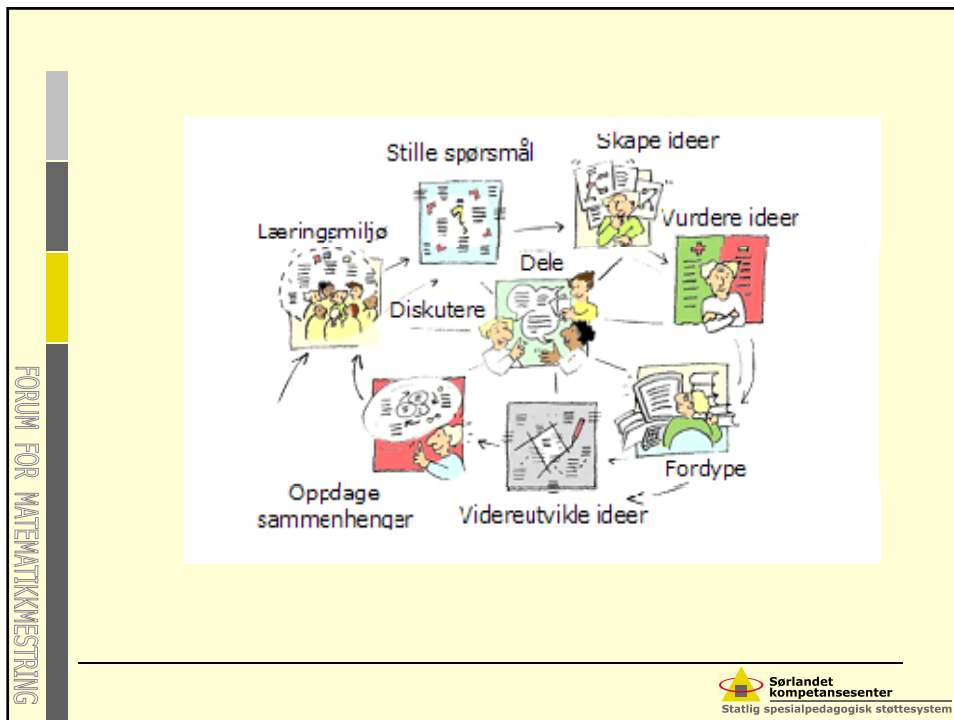 Stille spørsmål
Skape ideer
Læringsmiljø
Vurdere ideer
Dele
Diskutere
Fordype
Oppdage
sammenhenger
Videreutvikle ideer
FORUM FOR MATEMATIKKMESTRING
Sørlandet
kompetansesenter
Statlig spesialpedagogisk støttesystem